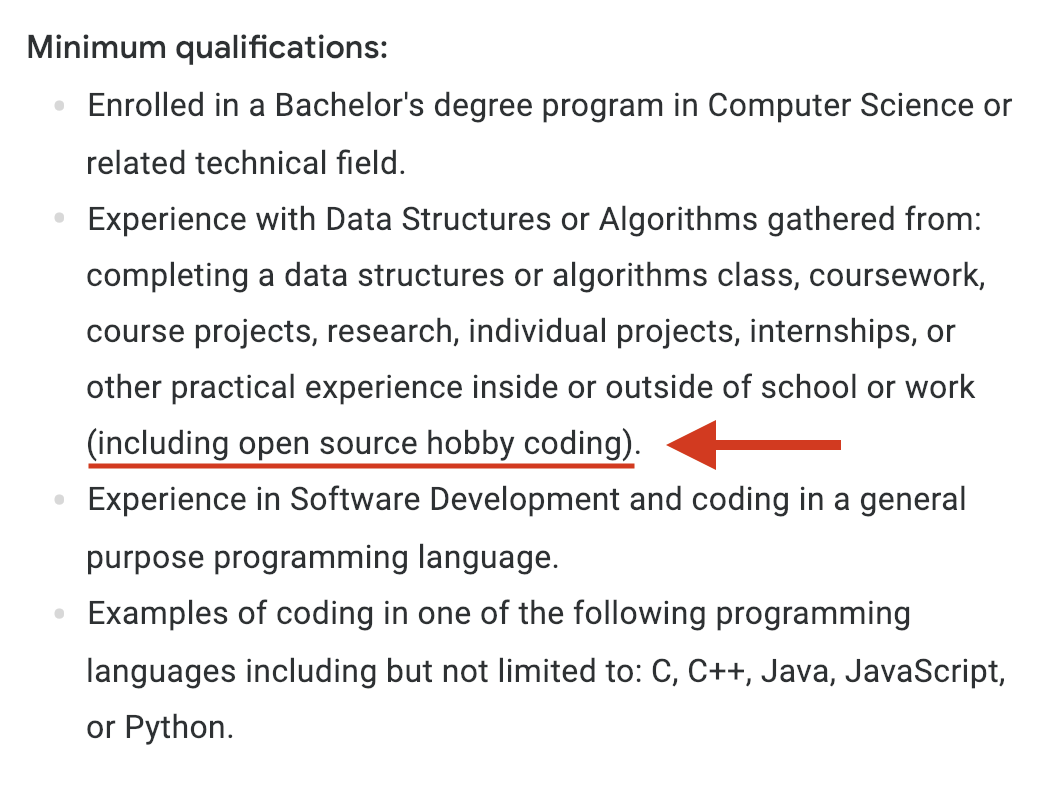 Minimum qualifications:
Enrolled in a Bachelor's degree program in Computer Science or
related technical field.
Experience with Data Structures or Algorithms gathered from:
completing a data structures or algorithms class, coursework,
course projects, research, individual projects, internships, or
other practical experience inside or outside of school or work
(including open source hobby coding).
Experience in Software Development and coding in a general
purpose programming language.
Examples of coding in one of the following programming
languages including but not limited to: C, C++, Java, JavaScript,
or Python.